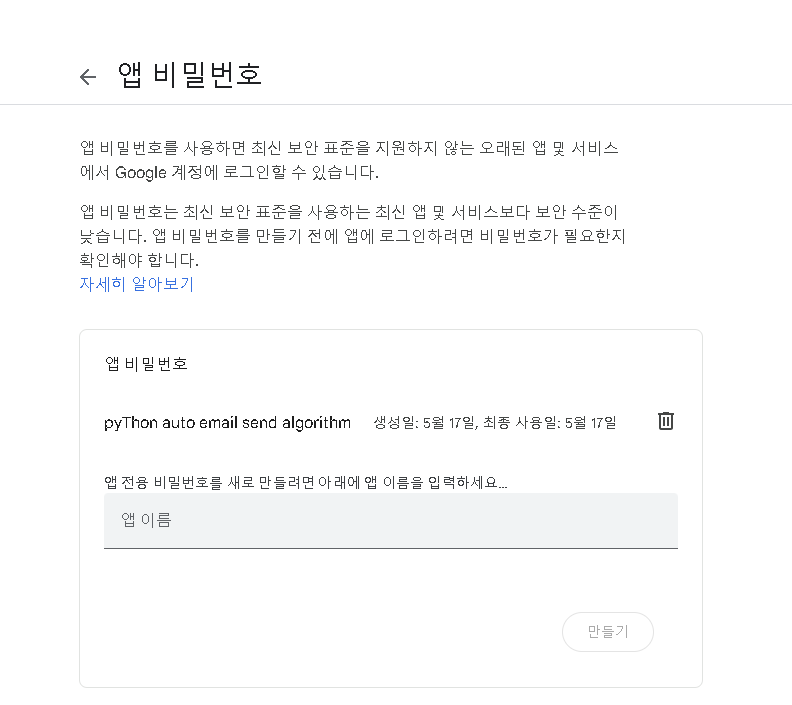 앱 비밀번호
앱 비밀번호를 사용하면 최신 보안 표준을 지원하지 않는 오래된 앱 및 서비스
에서 Google 계정에 로그인할 수 있습니다.
앱 비밀번호는 최신 보안 표준을 사용하는 최신 앱 및 서비스보다 보안 수준이
낮습니다. 앱 비밀번호를 만들기 전에 앱에 로그인하려면 비밀번호가 필요한지
확인해야 합니다.
자세히 알아보기
앱 비밀번호
pyThon auto email send algorithm 생성일: 5월 17일, 최종 사용일: 5월 17일
앱 전용 비밀번호를 새로 만들려면 아래에 앱 이름을 입력하세요...
앱 이름
만들기